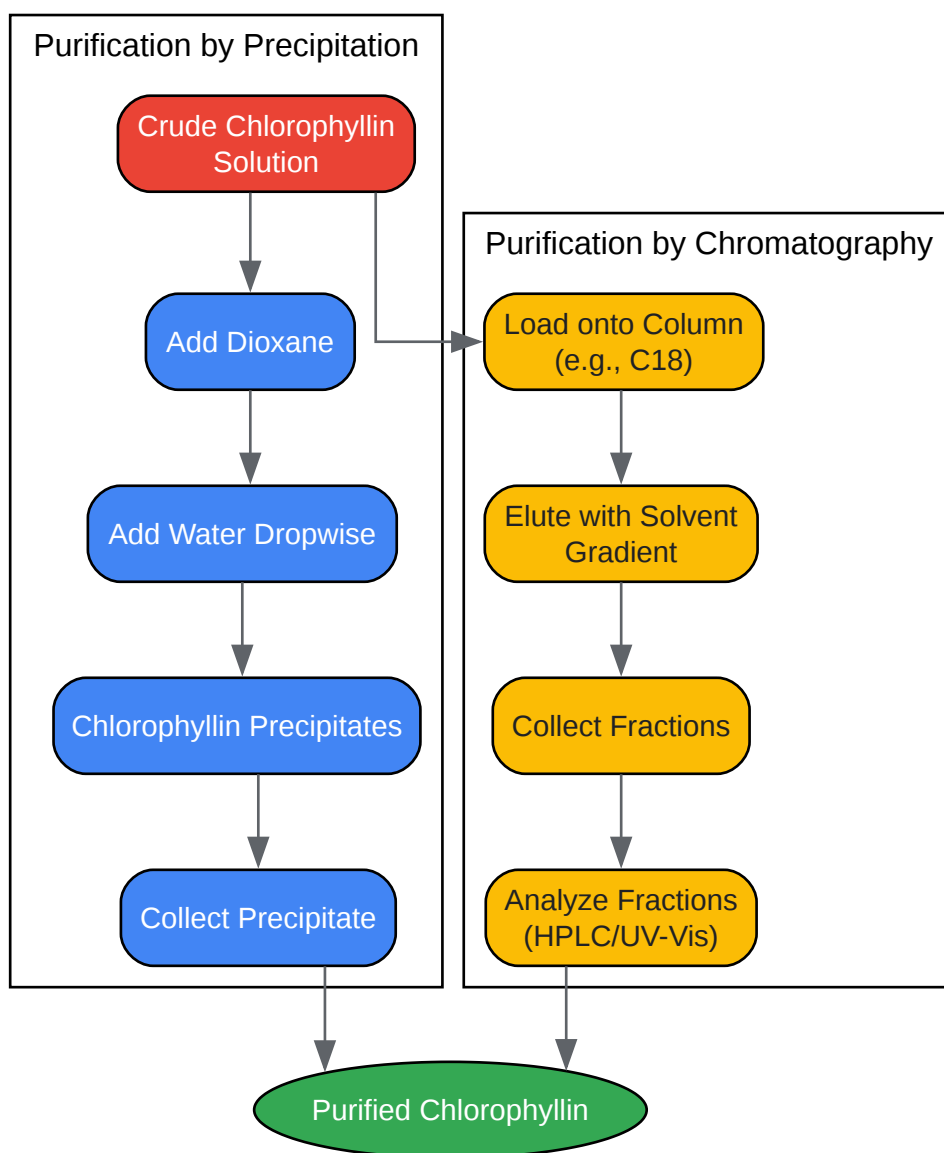 Purification by Precipitation
Crude Chlorophyllin
Solution
Add Dioxane
Add Water Dropwise
Chlorophyllin Precipitates
Collect Precipitate
Purification by Chromatography
Load onto Column
(e.g., C18)
Elute with Solvent
Gradient
Collect Fractions
Analyze Fractions
(HPLC/UV-Vis)
Purified Chlorophyllin